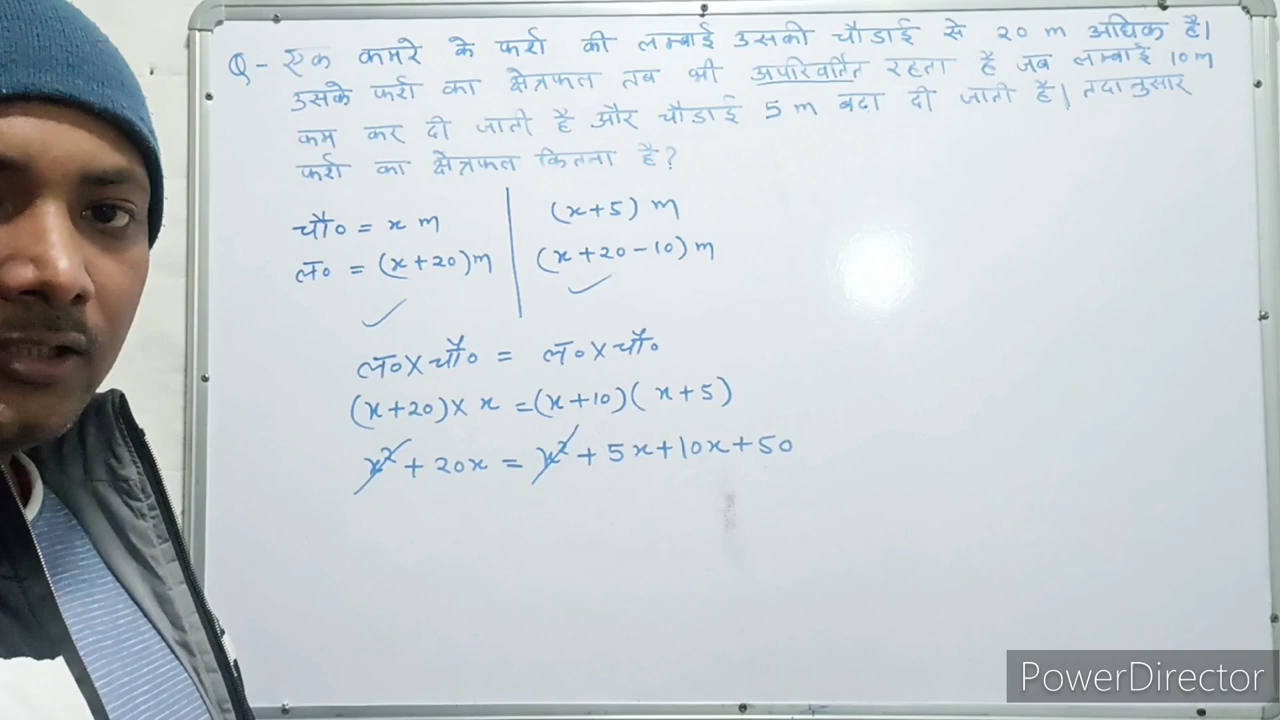 Q - एक कमरे के फर्श की लम्बाई उसकी चौडाई से 20 m अधिक है।
उसके फर्श का क्षेत्रफल तब भी अपरिवर्तित रहता है जब लम्बाई 10 m
कम कर दी जाती है और चौडाई 5 m बढा दी जाती है। तदानुसार
फर्श का क्षेत्रफल कितना है?
चौ० = x m (x+5) m
ल० = (x+20)m (x+20-10)m
ल०×चौ० = ल०×चौ०
(x+20)× x =(x+10)( x+5)
x² + 20x = x² + 5x+10x+50
PowerDirector